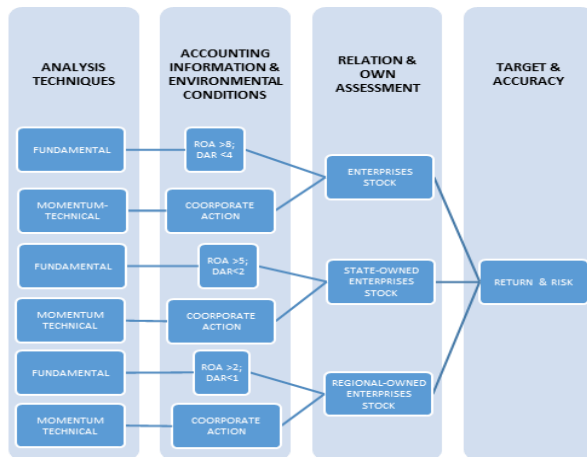 ANALYSIS
TECHNIQUES
ACCOUNTING
INFORMATION &
ENVIRONMENTAL
CONDITIONS
RELATION &
OWN
ASSESSMENT
TARGET &
ACCURACY
FUNDAMENTAL
ROA >8;
DAR <4
ENTERPRISES
STOCK
MOMENTUM-
TECHNICAL
COORPORATE
ACTION
FUNDAMENTAL
ROA >5;
DAR<2
STATE-OWNED
ENTERPRISES
STOCK
RETURN & RISK
MOMENTUM
TECHNICAL
COORPORATE
ACTION
FUNDAMENTAL
ROA >2;
DAR<1
REGIONAL-OWNED
ENTERPRISES
STOCK
MOMENTUM
TECHNICAL
COORPORATE
ACTION